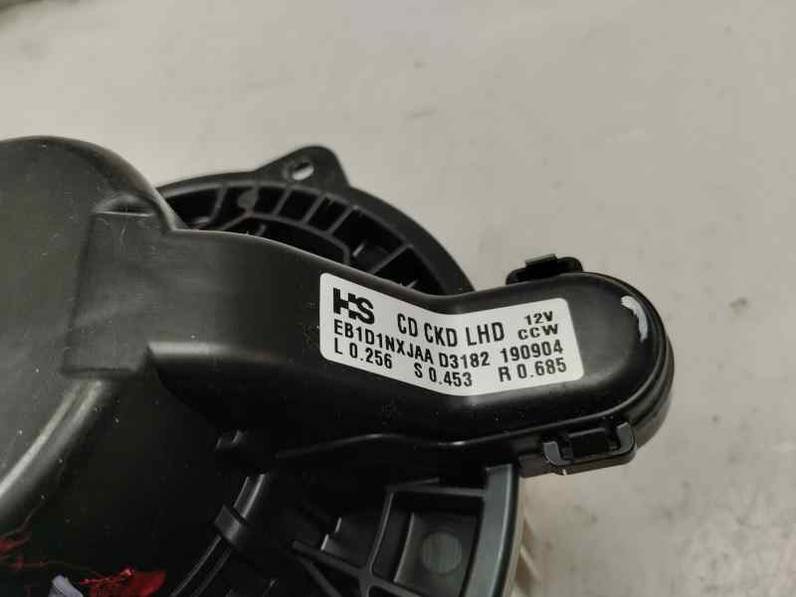 HS CD CKD LHD 12V CCW
EB1D1NXJAA D3182 190904
L 0.256 S 0.453 R 0.685